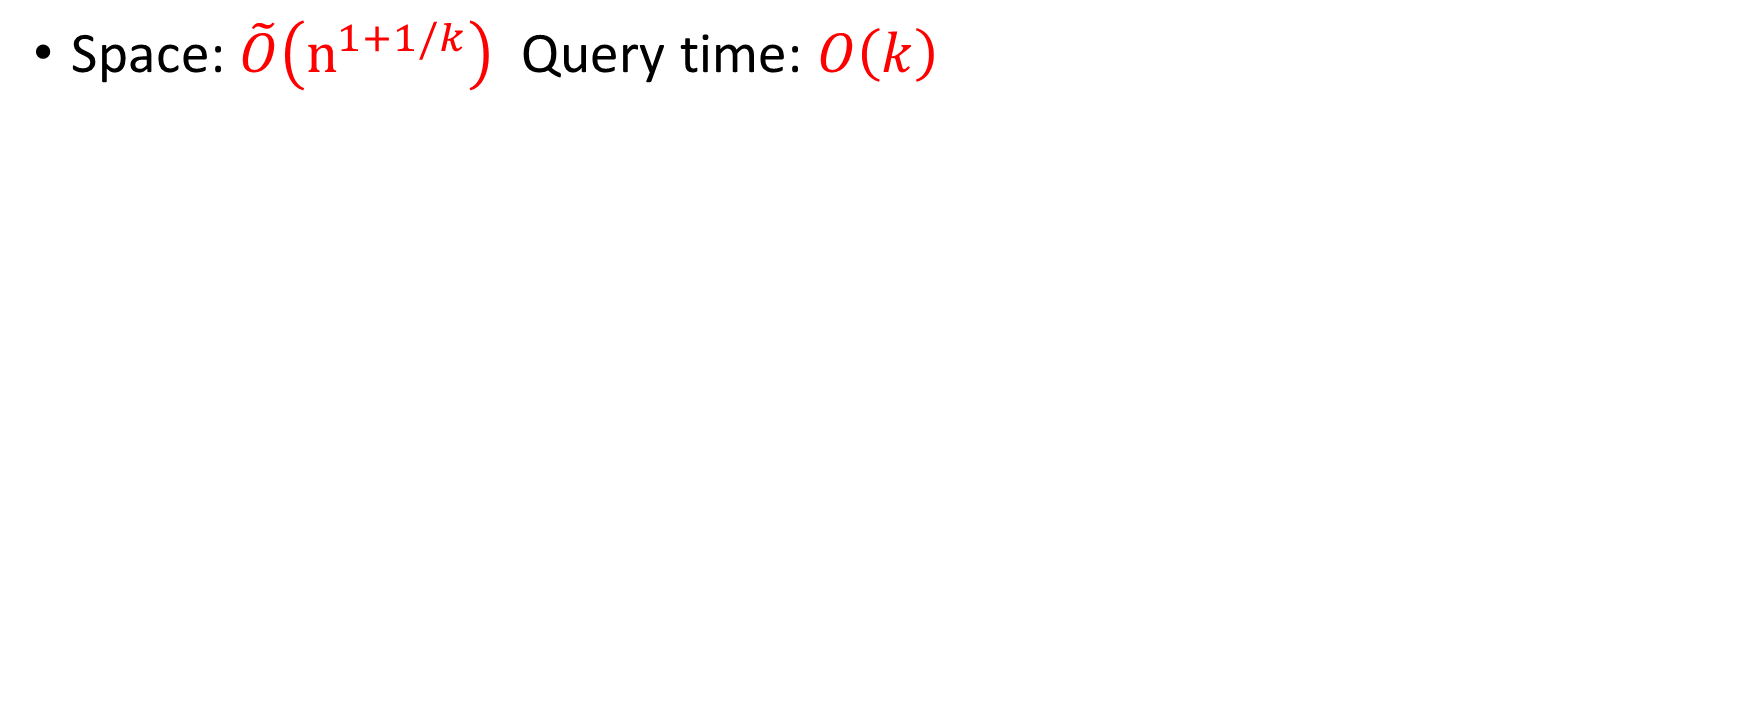 • Space: Õ(n^{1+1/k}) Query time: O(k)